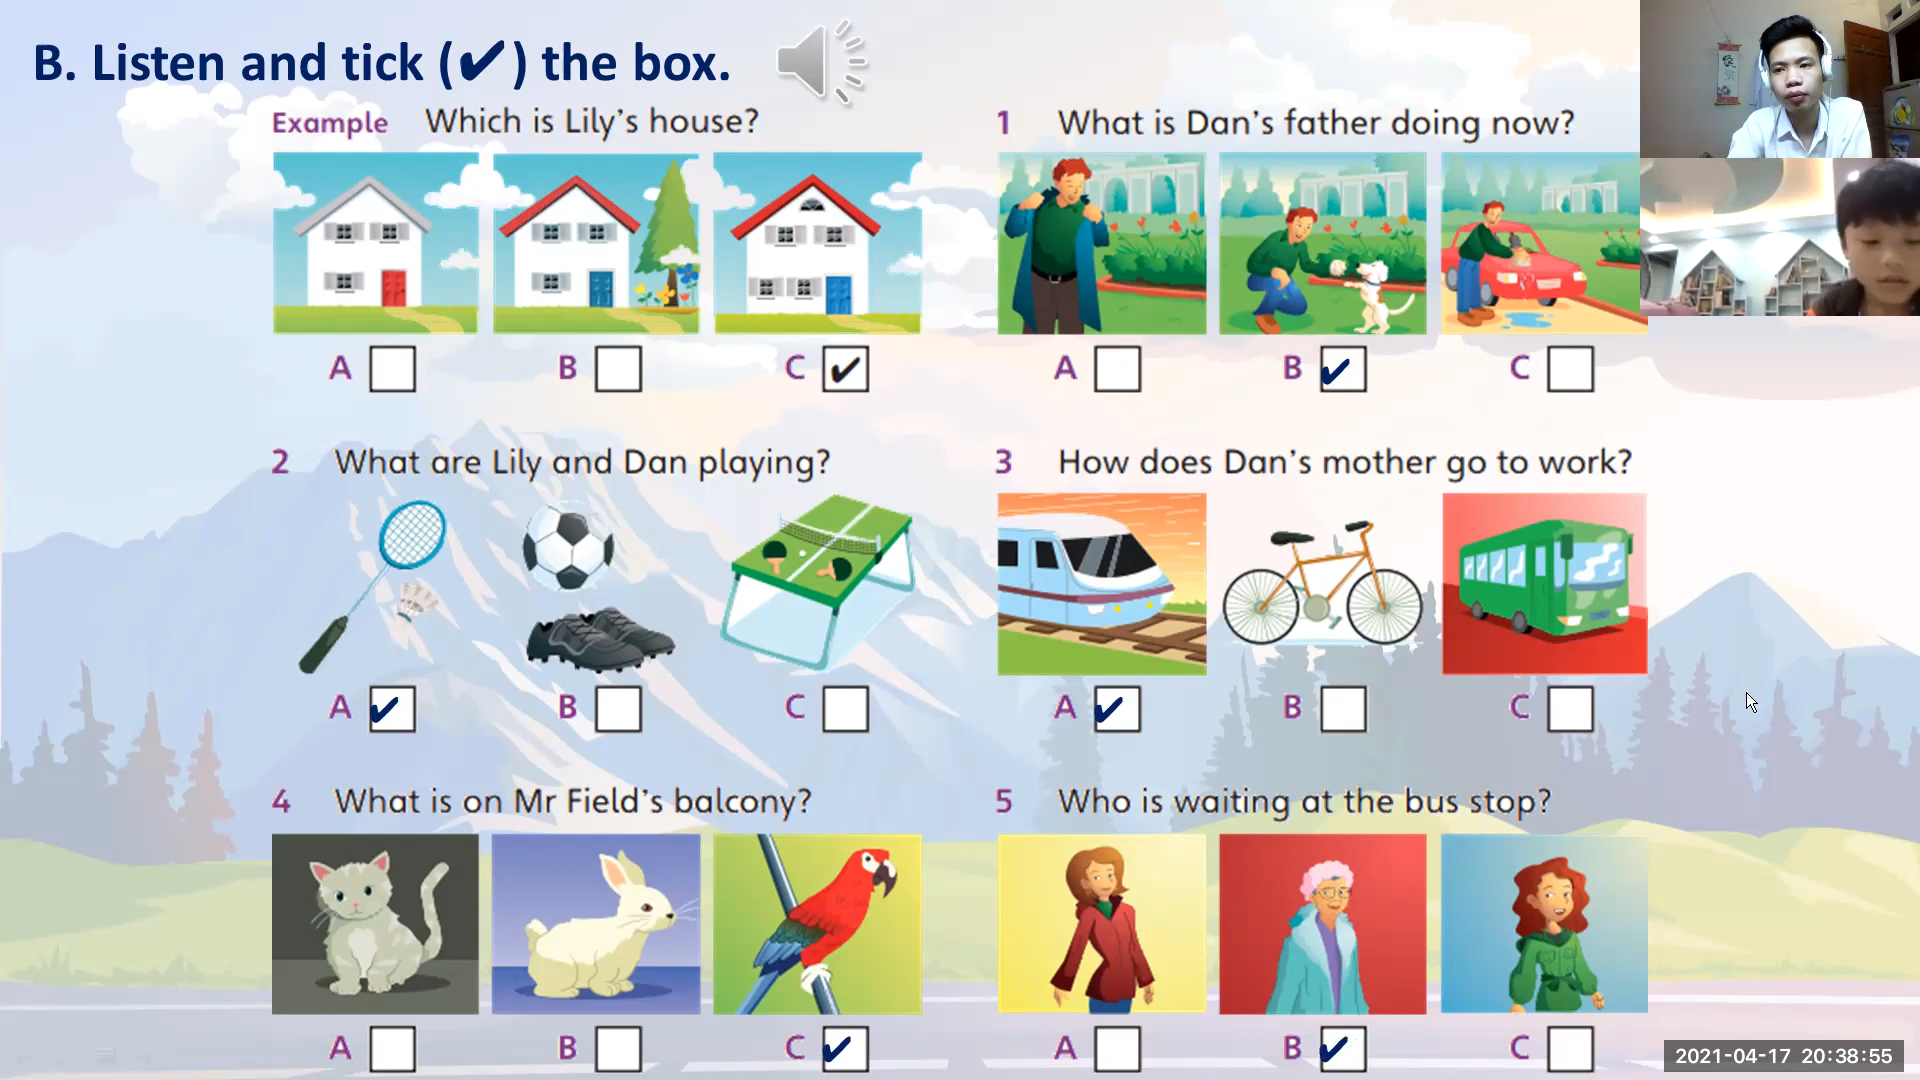 B. Listen and tick (✔) the box.
Example Which is Lily's house?
A B C ✔
1 What is Dan's father doing now?
A B ✔ C
2 What are Lily and Dan playing?
A ✔ B C
3 How does Dan's mother go to work?
A ✔ B C
4 What is on Mr Field's balcony?
A B C ✔
5 Who is waiting at the bus stop?
A B ✔ C
2021-04-17 20:38:55